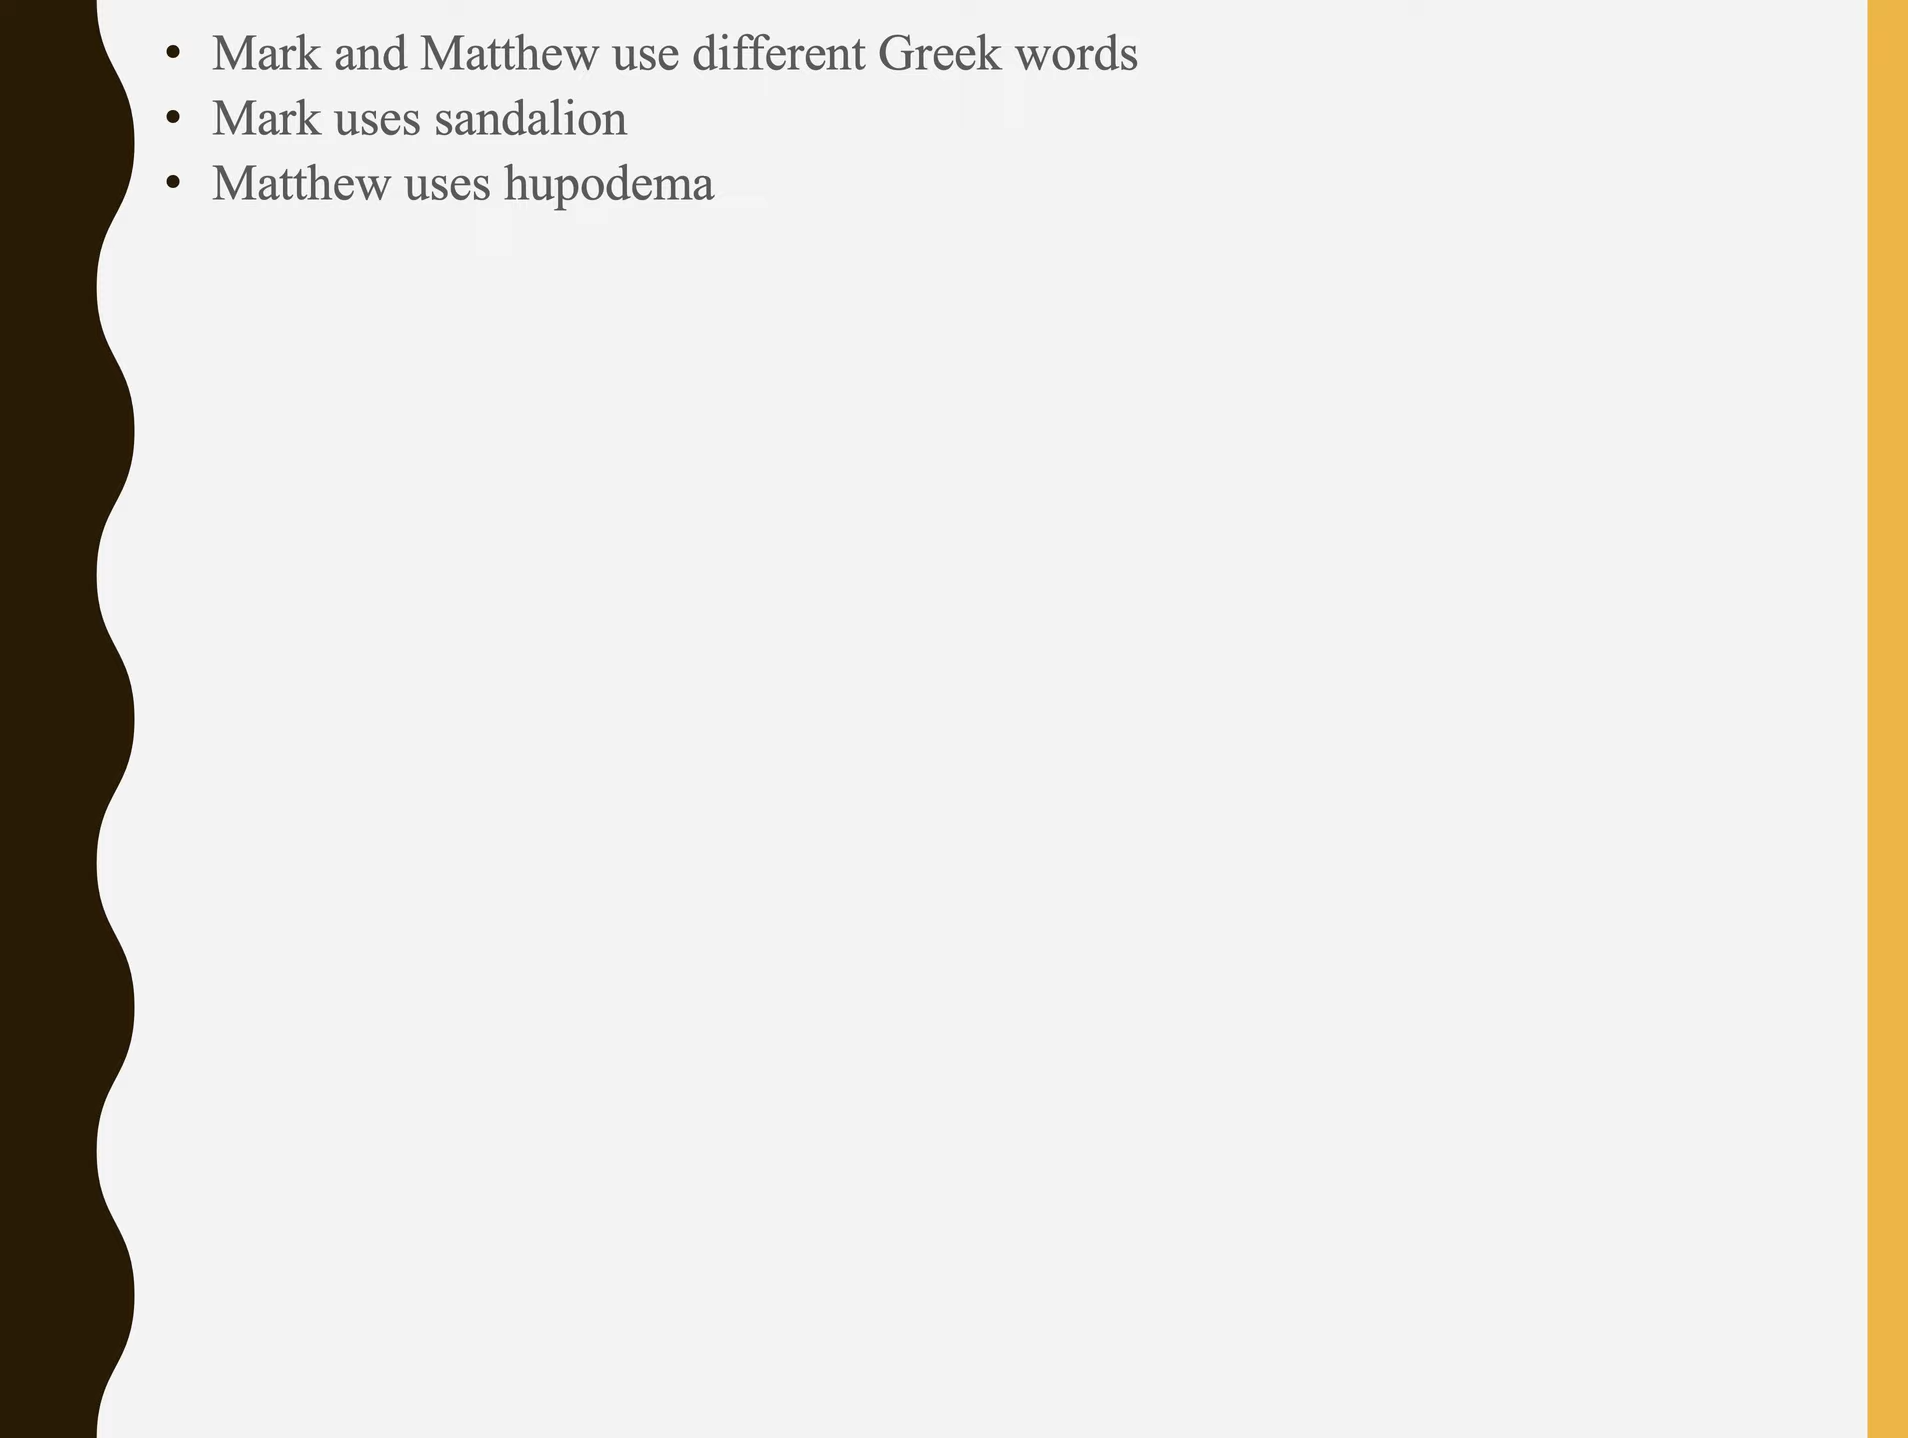 • Mark and Matthew use different Greek words
• Mark uses sandalion
• Matthew uses hupodema